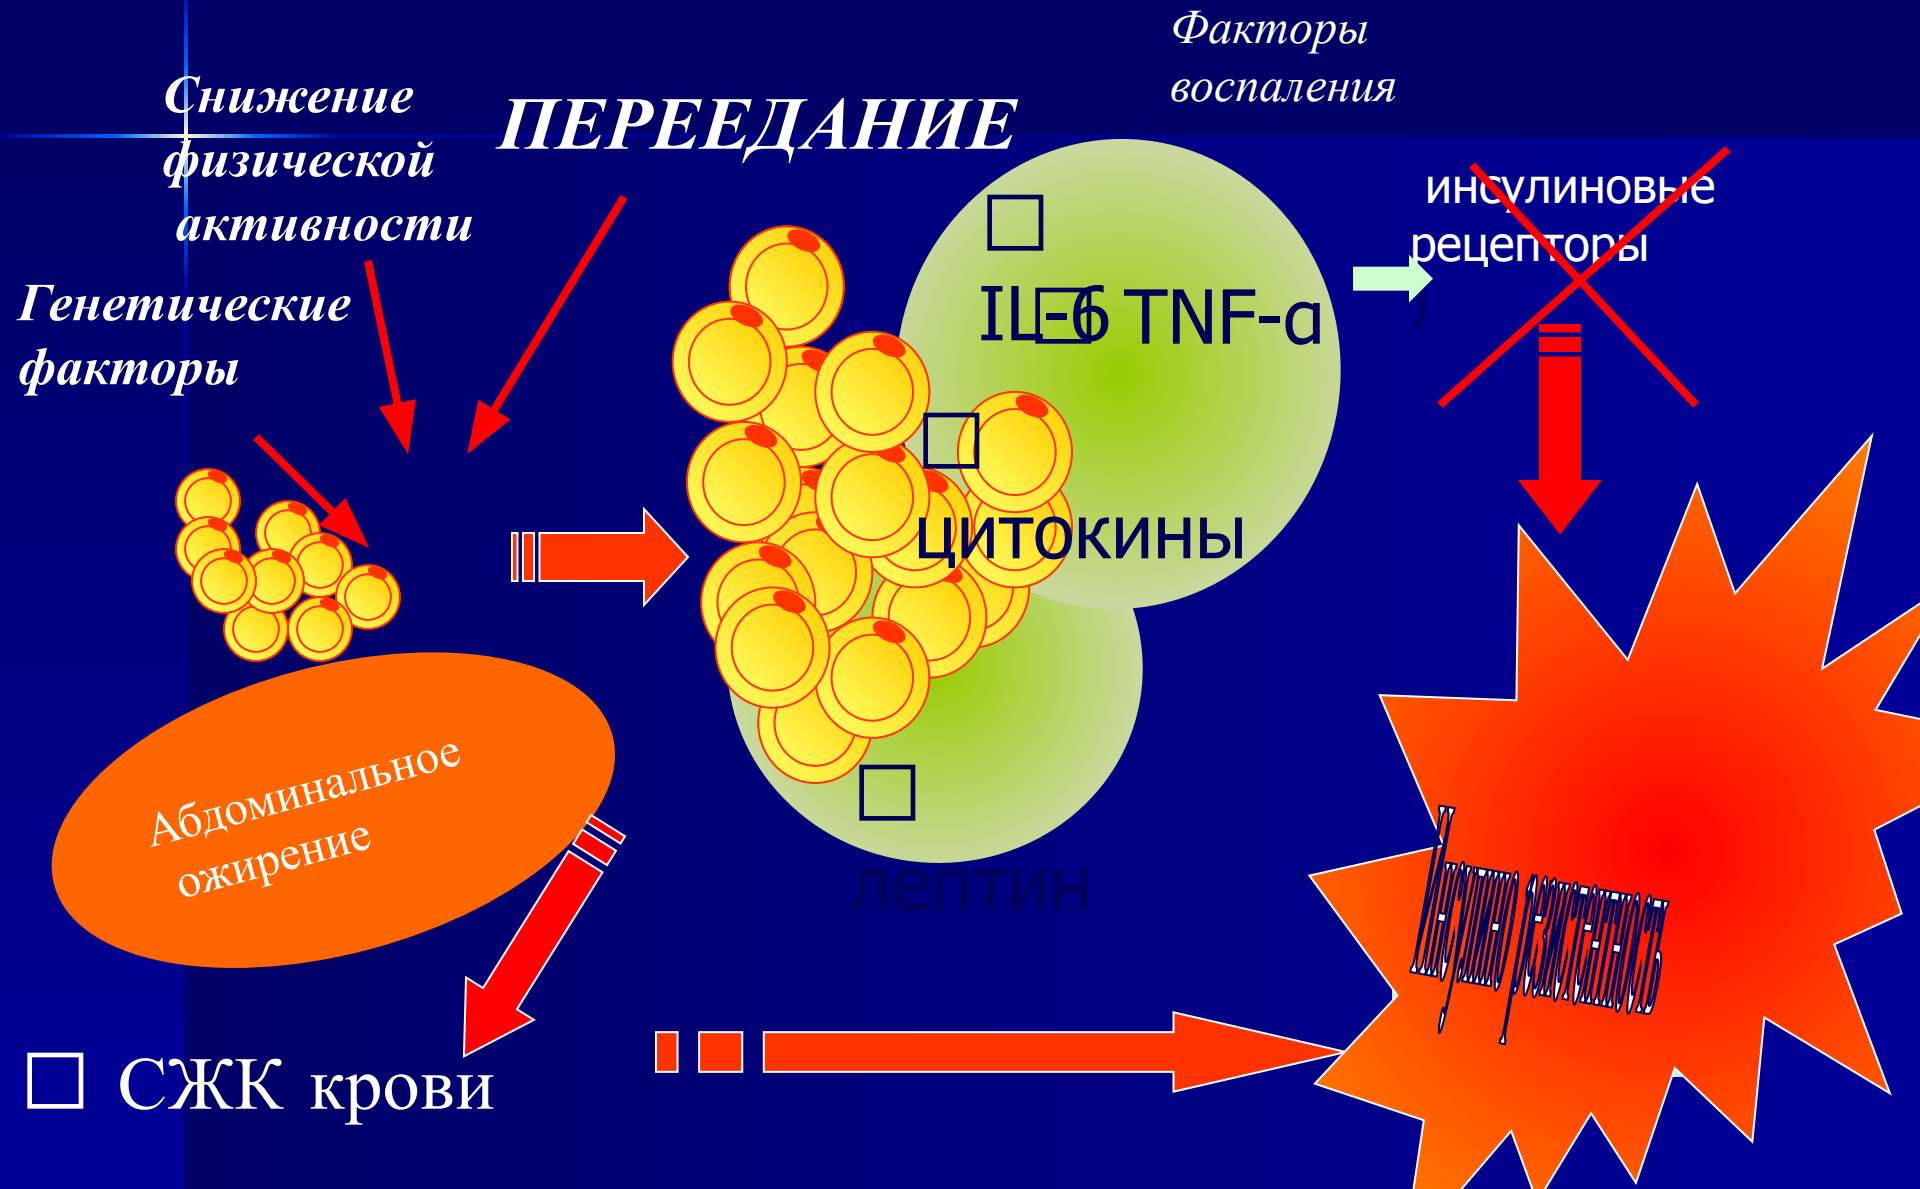 Факторы
воспаления
Снижение
физической
активности
ПЕРЕЕДАНИЕ
инсулиновые
рецепторы
)
Генетические
факторы
□
IL-6
□ TNF-α
□
цитокины
Абдоминальное
ожирение
□
лептин
□ СЖК крови